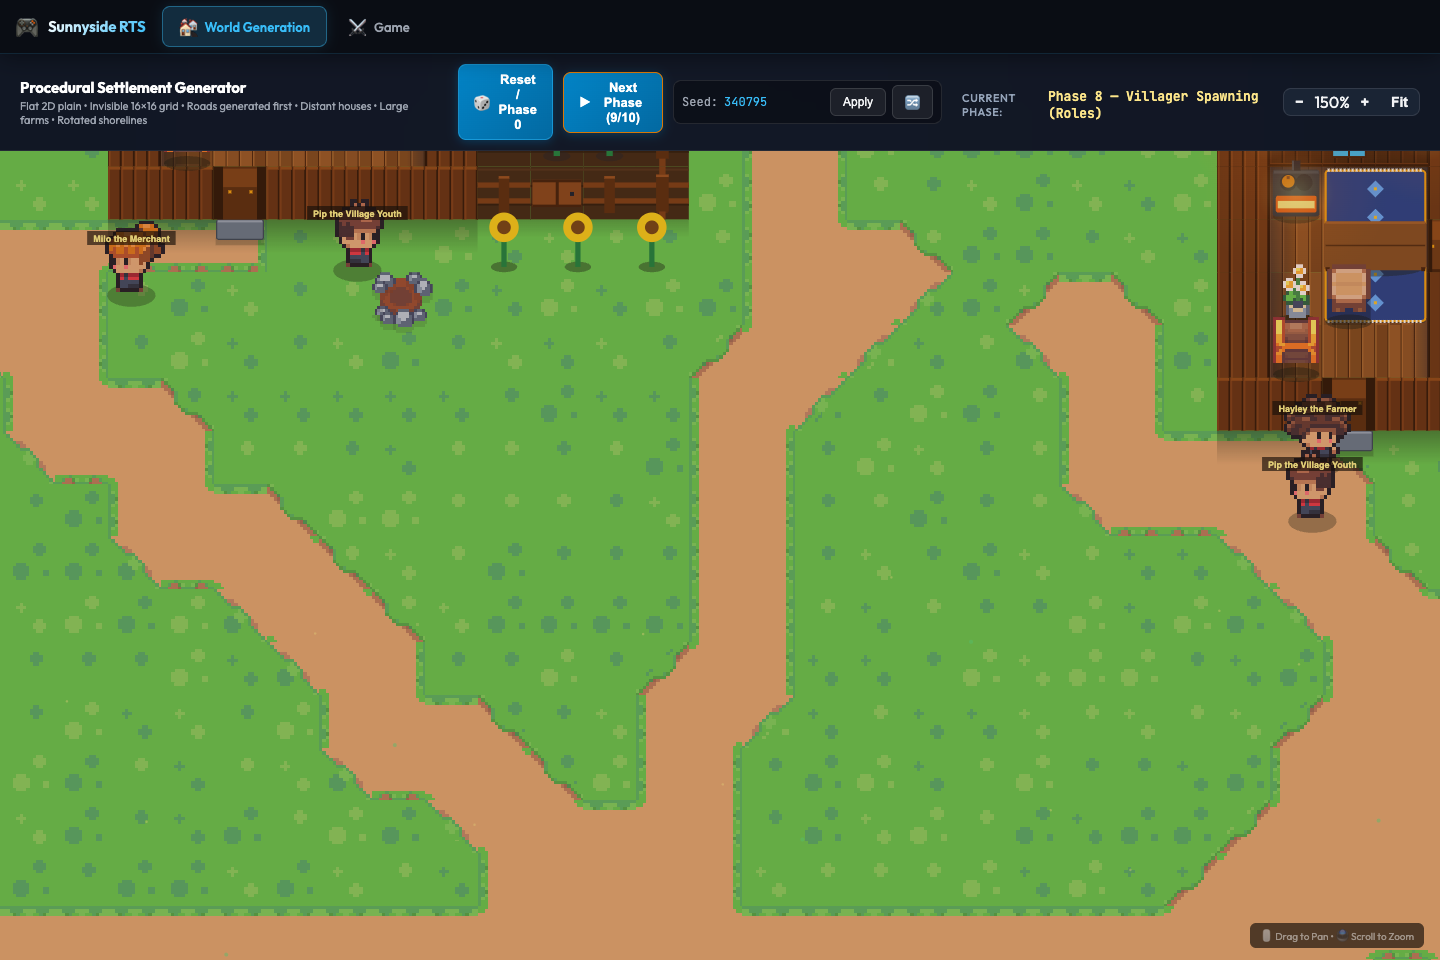 Sunnyside RTS
World Generation
Game
Procedural Settlement Generator
Flat 2D plain • Invisible 16×16 grid • Roads generated first • Distant houses • Large
farms • Rotated shorelines
Reset
/
Phase
0
Next
Phase
(9/10)
Seed: 340795
Apply
CURRENT
PHASE:
Phase 8 — Villager Spawning
(Roles)
− 150% + Fit
Pip the Village Youth
Milo the Merchant
Hayley the Farmer
Pip the Village Youth
Drag to Pan • Scroll to Zoom